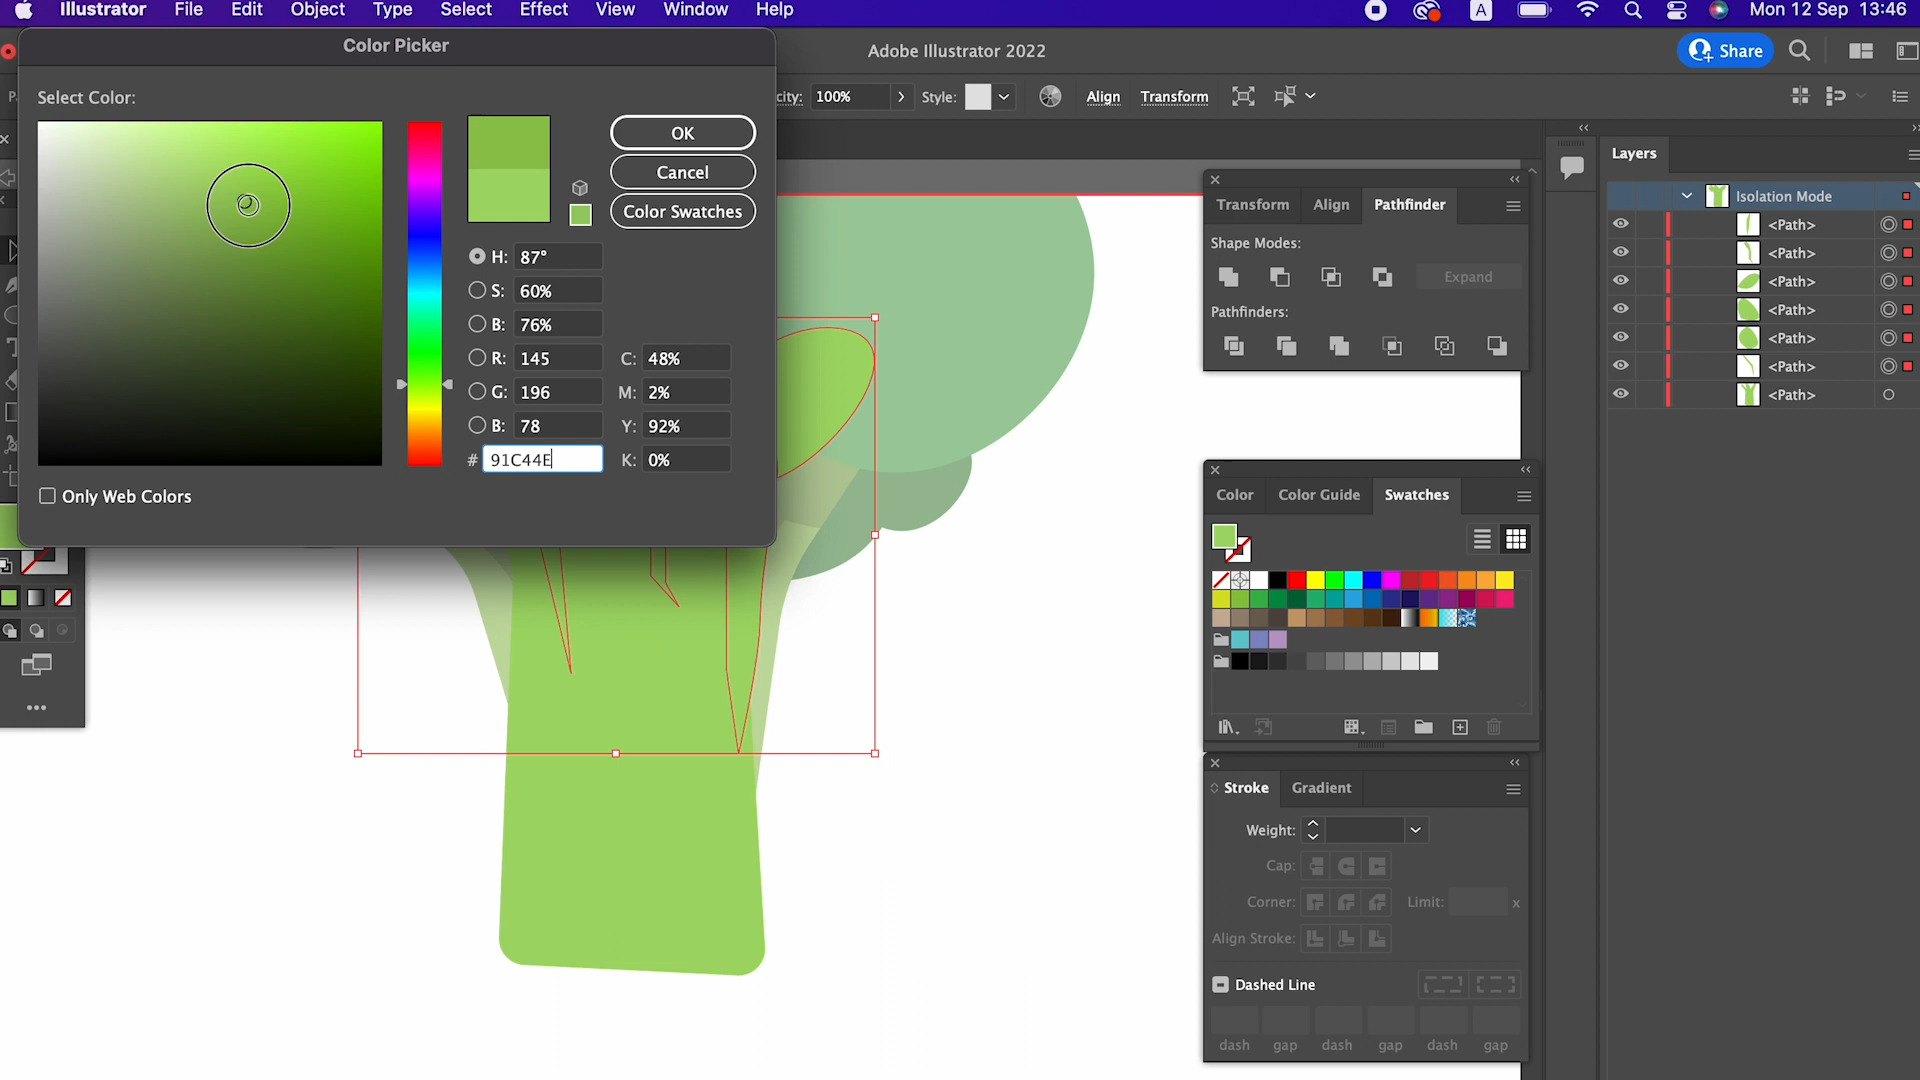 Illustrator File Edit Object Type Select Effect View Window Help A Mon 12 Sep 13:46
Color Picker
Adobe Illustrator 2022
Share
Select Color:
OK
Cancel
Color Swatches
H: 87°
S: 60%
B: 76%
R: 145 C: 48%
G: 196 M: 2%
B: 78 Y: 92%
# 91C44E K: 0%
Only Web Colors
100% Style: Align Transform
Transform Align Pathfinder
Shape Modes:
Expand
Pathfinders:
Color Color Guide Swatches
Stroke Gradient
Weight:
Cap:
Corner: Limit: x
Align Stroke:
Dashed Line
dash gap dash gap dash gap
Layers
Isolation Mode
<Path>
<Path>
<Path>
<Path>
<Path>
<Path>
<Path>